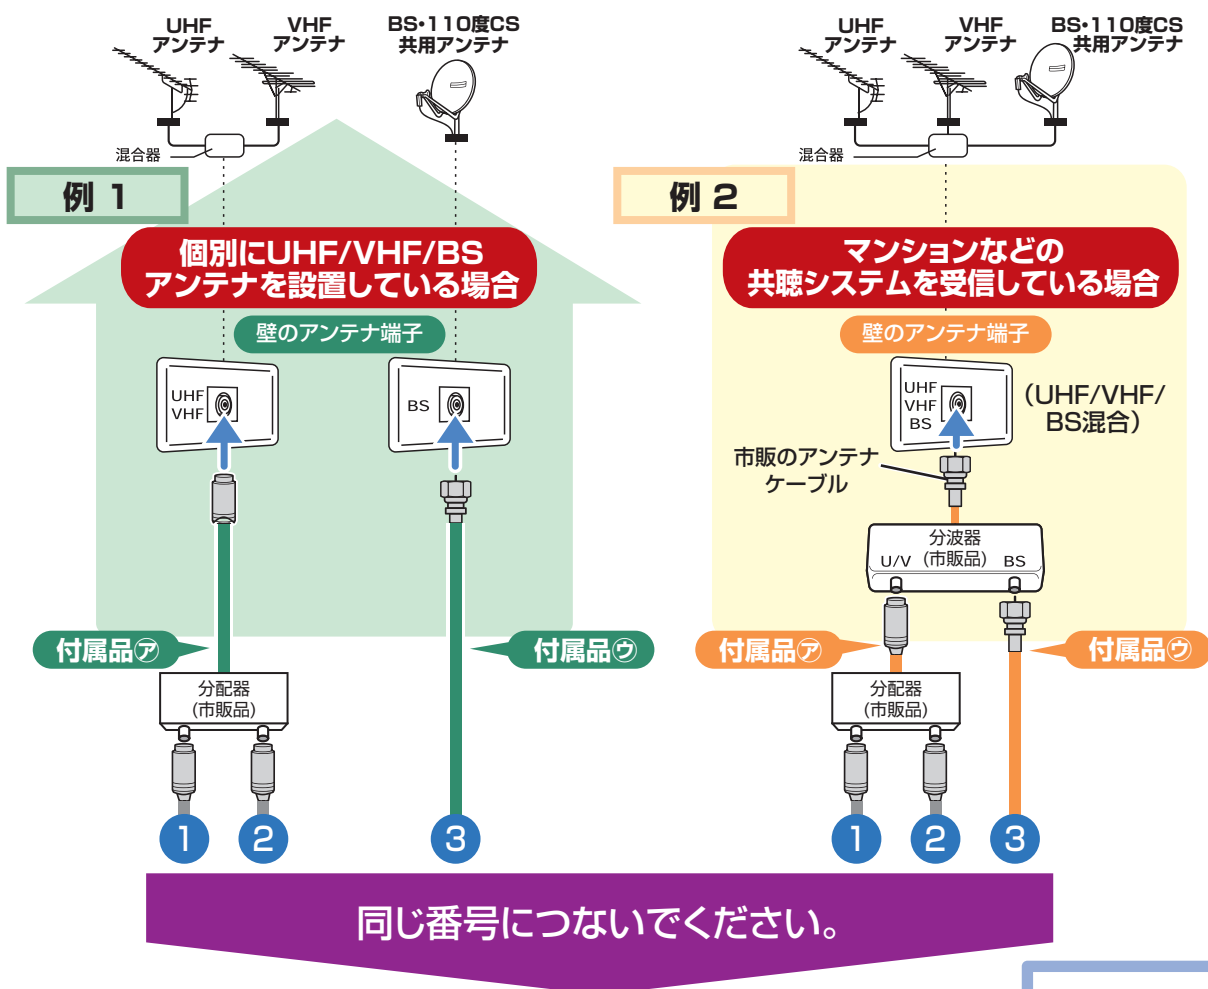 UHF
アンテナ
VHF
アンテナ
BS・110度CS
共用アンテナ
混合器
例 1
個別にUHF/VHF/BS
アンテナを設置している場合
壁のアンテナ端子
UHF
VHF
BS
付属品㋐
付属品㋒
分配器
(市販品)
1
2
3
UHF
アンテナ
VHF
アンテナ
BS・110度CS
共用アンテナ
混合器
例 2
マンションなどの
共聴システムを受信している場合
壁のアンテナ端子
UHF
VHF
BS
(UHF/VHF/
BS混合)
市販のアンテナ
ケーブル
分波器
U/V (市販品) BS
付属品㋐
付属品㋒
分配器
(市販品)
1
2
3
同じ番号につないでください。